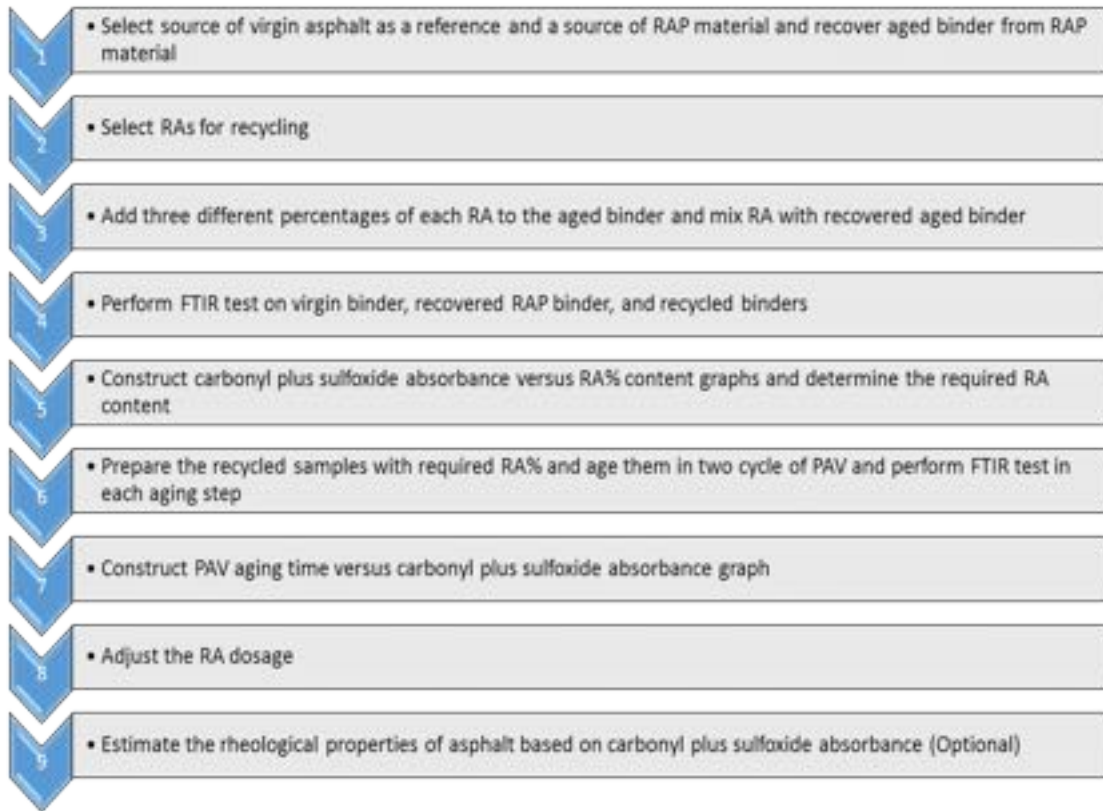 1
• Select source of virgin asphalt as a reference and a source of RAP material and recover aged binder from RAP
material
2
• Select RAs for recycling
3
• Add three different percentages of each RA to the aged binder and mix RA with recovered aged binder
4
• Perform FTIR test on virgin binder, recovered RAP binder, and recycled binders
5
• Construct carbonyl plus sulfoxide absorbance versus RA% content graphs and determine the required RA
content
6
• Prepare the recycled samples with required RA% and age them in two cycle of PAV and perform FTIR test in
each aging step
7
• Construct PAV aging time versus carbonyl plus sulfoxide absorbance graph
8
• Adjust the RA dosage
9
• Estimate the rheological properties of asphalt based on carbonyl plus sulfoxide absorbance (Optional)